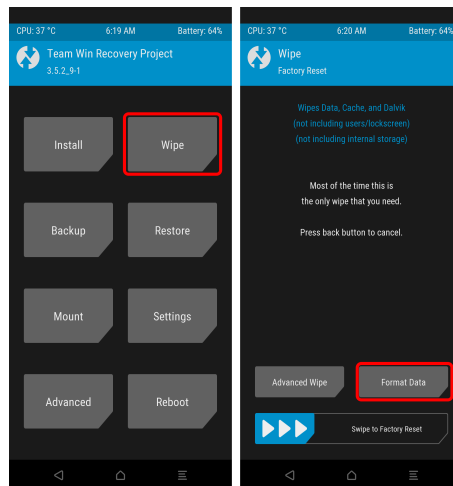 CPU: 37 °C 6:19 AM Battery: 64%
Team Win Recovery Project
3.5.2_9-1
Install
Wipe
Backup
Restore
Mount
Settings
Advanced
Reboot
CPU: 37 °C 6:20 AM Battery: 64%
Wipe
Factory Reset
Wipes Data, Cache, and Dalvik
(not including users/lockscreen)
(not including internal storage)
Most of the time this is
the only wipe that you need.
Press back button to cancel.
Advanced Wipe
Format Data
Swipe to Factory Reset